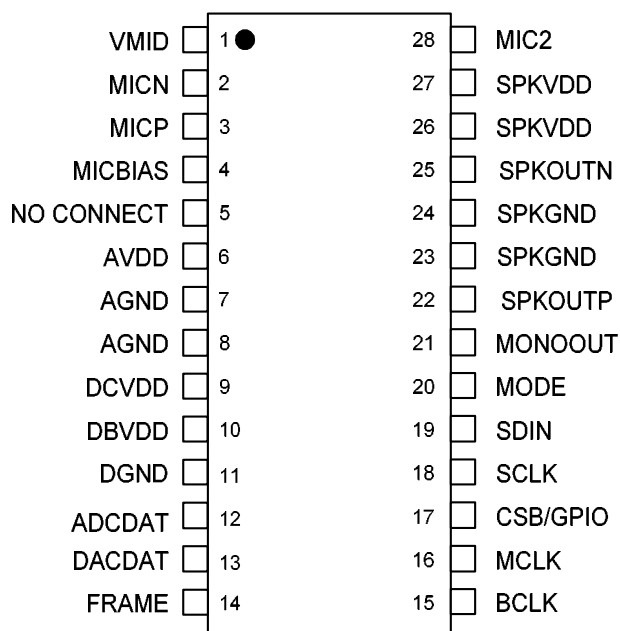 VMID 1 28 MIC2
MICN 2 27 SPKVDD
MICP 3 26 SPKVDD
MICBIAS 4 25 SPKOUTN
NO CONNECT 5 24 SPKGND
AVDD 6 23 SPKGND
AGND 7 22 SPKOUTP
AGND 8 21 MONOOUT
DCVDD 9 20 MODE
DBVDD 10 19 SDIN
DGND 11 18 SCLK
ADCDAT 12 17 CSB/GPIO
DACDAT 13 16 MCLK
FRAME 14 15 BCLK